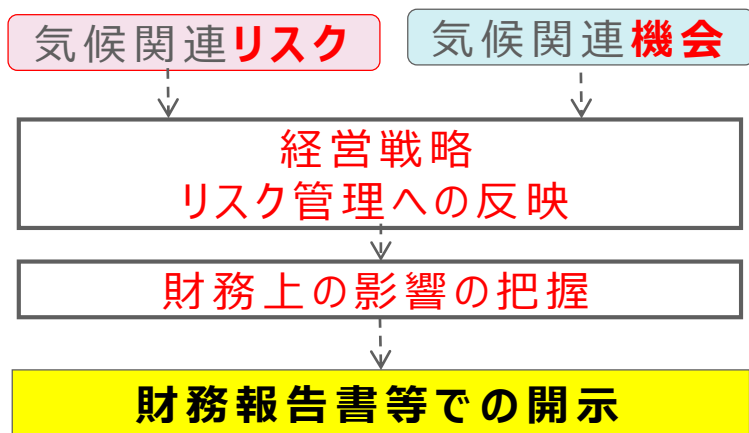 気候関連リスク
気候関連機会
経営戦略
リスク管理への反映
財務上の影響の把握
財務報告書等での開示